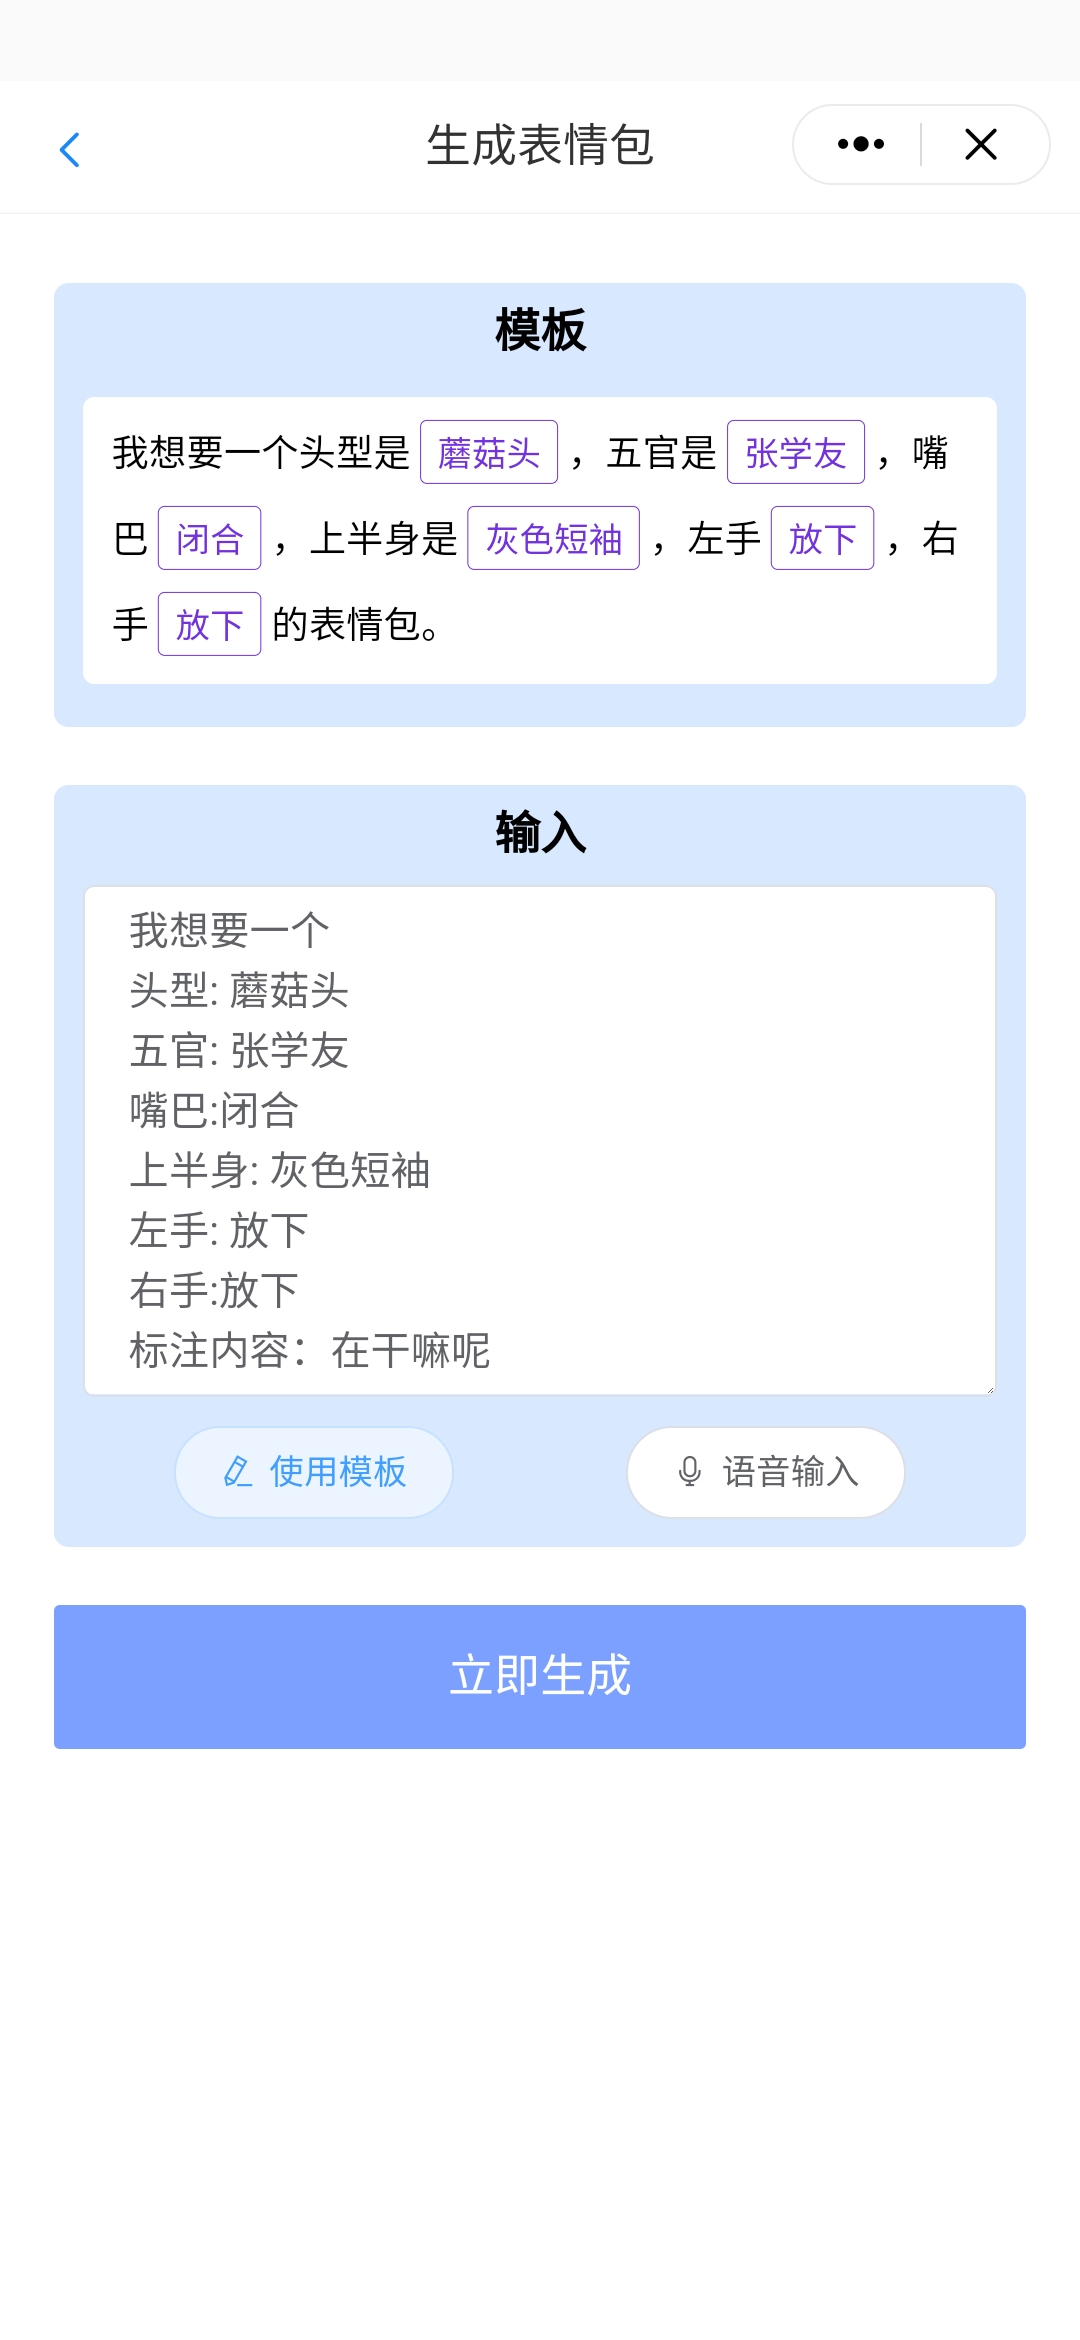 生成表情包
模板
我想要一个头型是 蘑菇头 ，五官是 张学友 ，嘴
巴 闭合 ，上半身是 灰色短袖 ，左手 放下 ，右
手 放下 的表情包。
输入
我想要一个
头型: 蘑菇头
五官: 张学友
嘴巴:闭合
上半身: 灰色短袖
左手: 放下
右手:放下
标注内容：在干嘛呢
使用模板
语音输入
立即生成